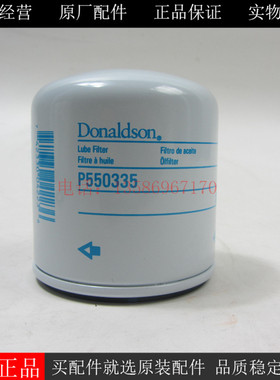 经营 原厂配件 正品保证
Donaldson.
Lube Filter
Filtre à huile
Filtro de aceite
Ölfilter
P550335
正品 买配件就选原装配件 品质稳定